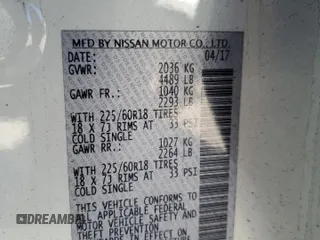 MFD BY NISSAN MOTOR CO., LTD.
DATE: 04/17
GVWR: 2036 KG
4489 LB
GAWR FR.: 1040 KG
2293 LB
WITH 225/60R18 TIRES
18 X 7J RIMS AT 33 PSI
COLD SINGLE
GAWR RR.: 1027 KG
2264 LB
WITH 225/60R18 TIRES
18 X 7J RIMS AT 33 PSI
COLD SINGLE
THIS VEHICLE CONFORMS TO
ALL APPLICABLE FEDERAL
MOTOR VEHICLE SAFETY AND
THEFT PREVENTION
DREAMBA